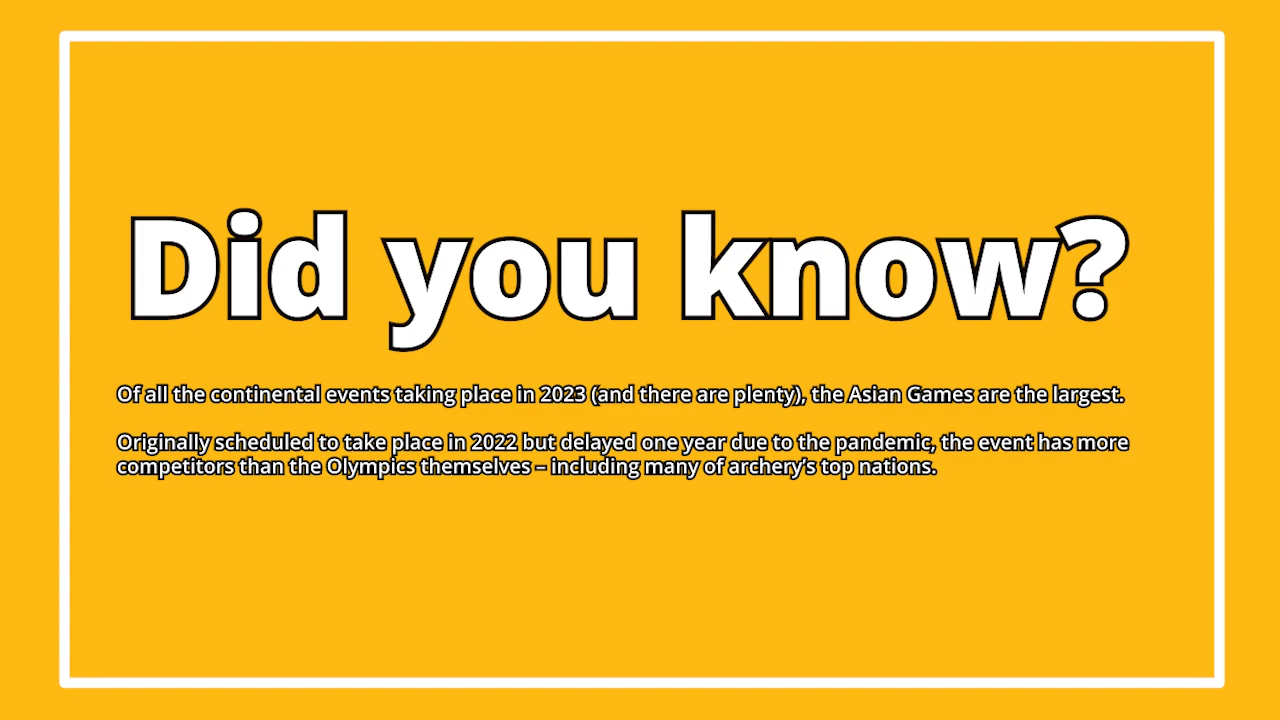 Did you know?
Of all the continental events taking place in 2023 (and there are plenty), the Asian Games are the largest.
Originally scheduled to take place in 2022 but delayed one year due to the pandemic, the event has more
competitors than the Olympics themselves – including many of archery’s top nations.